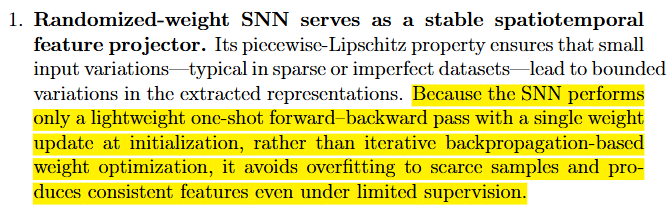 1. Randomized-weight SNN serves as a stable spatiotemporal
feature projector. Its piecewise-Lipschitz property ensures that small
input variations—typical in sparse or imperfect datasets—lead to bounded
variations in the extracted representations. Because the SNN performs
only a lightweight one-shot forward–backward pass with a single weight
update at initialization, rather than iterative backpropagation-based
weight optimization, it avoids overfitting to scarce samples and pro-
duces consistent features even under limited supervision.